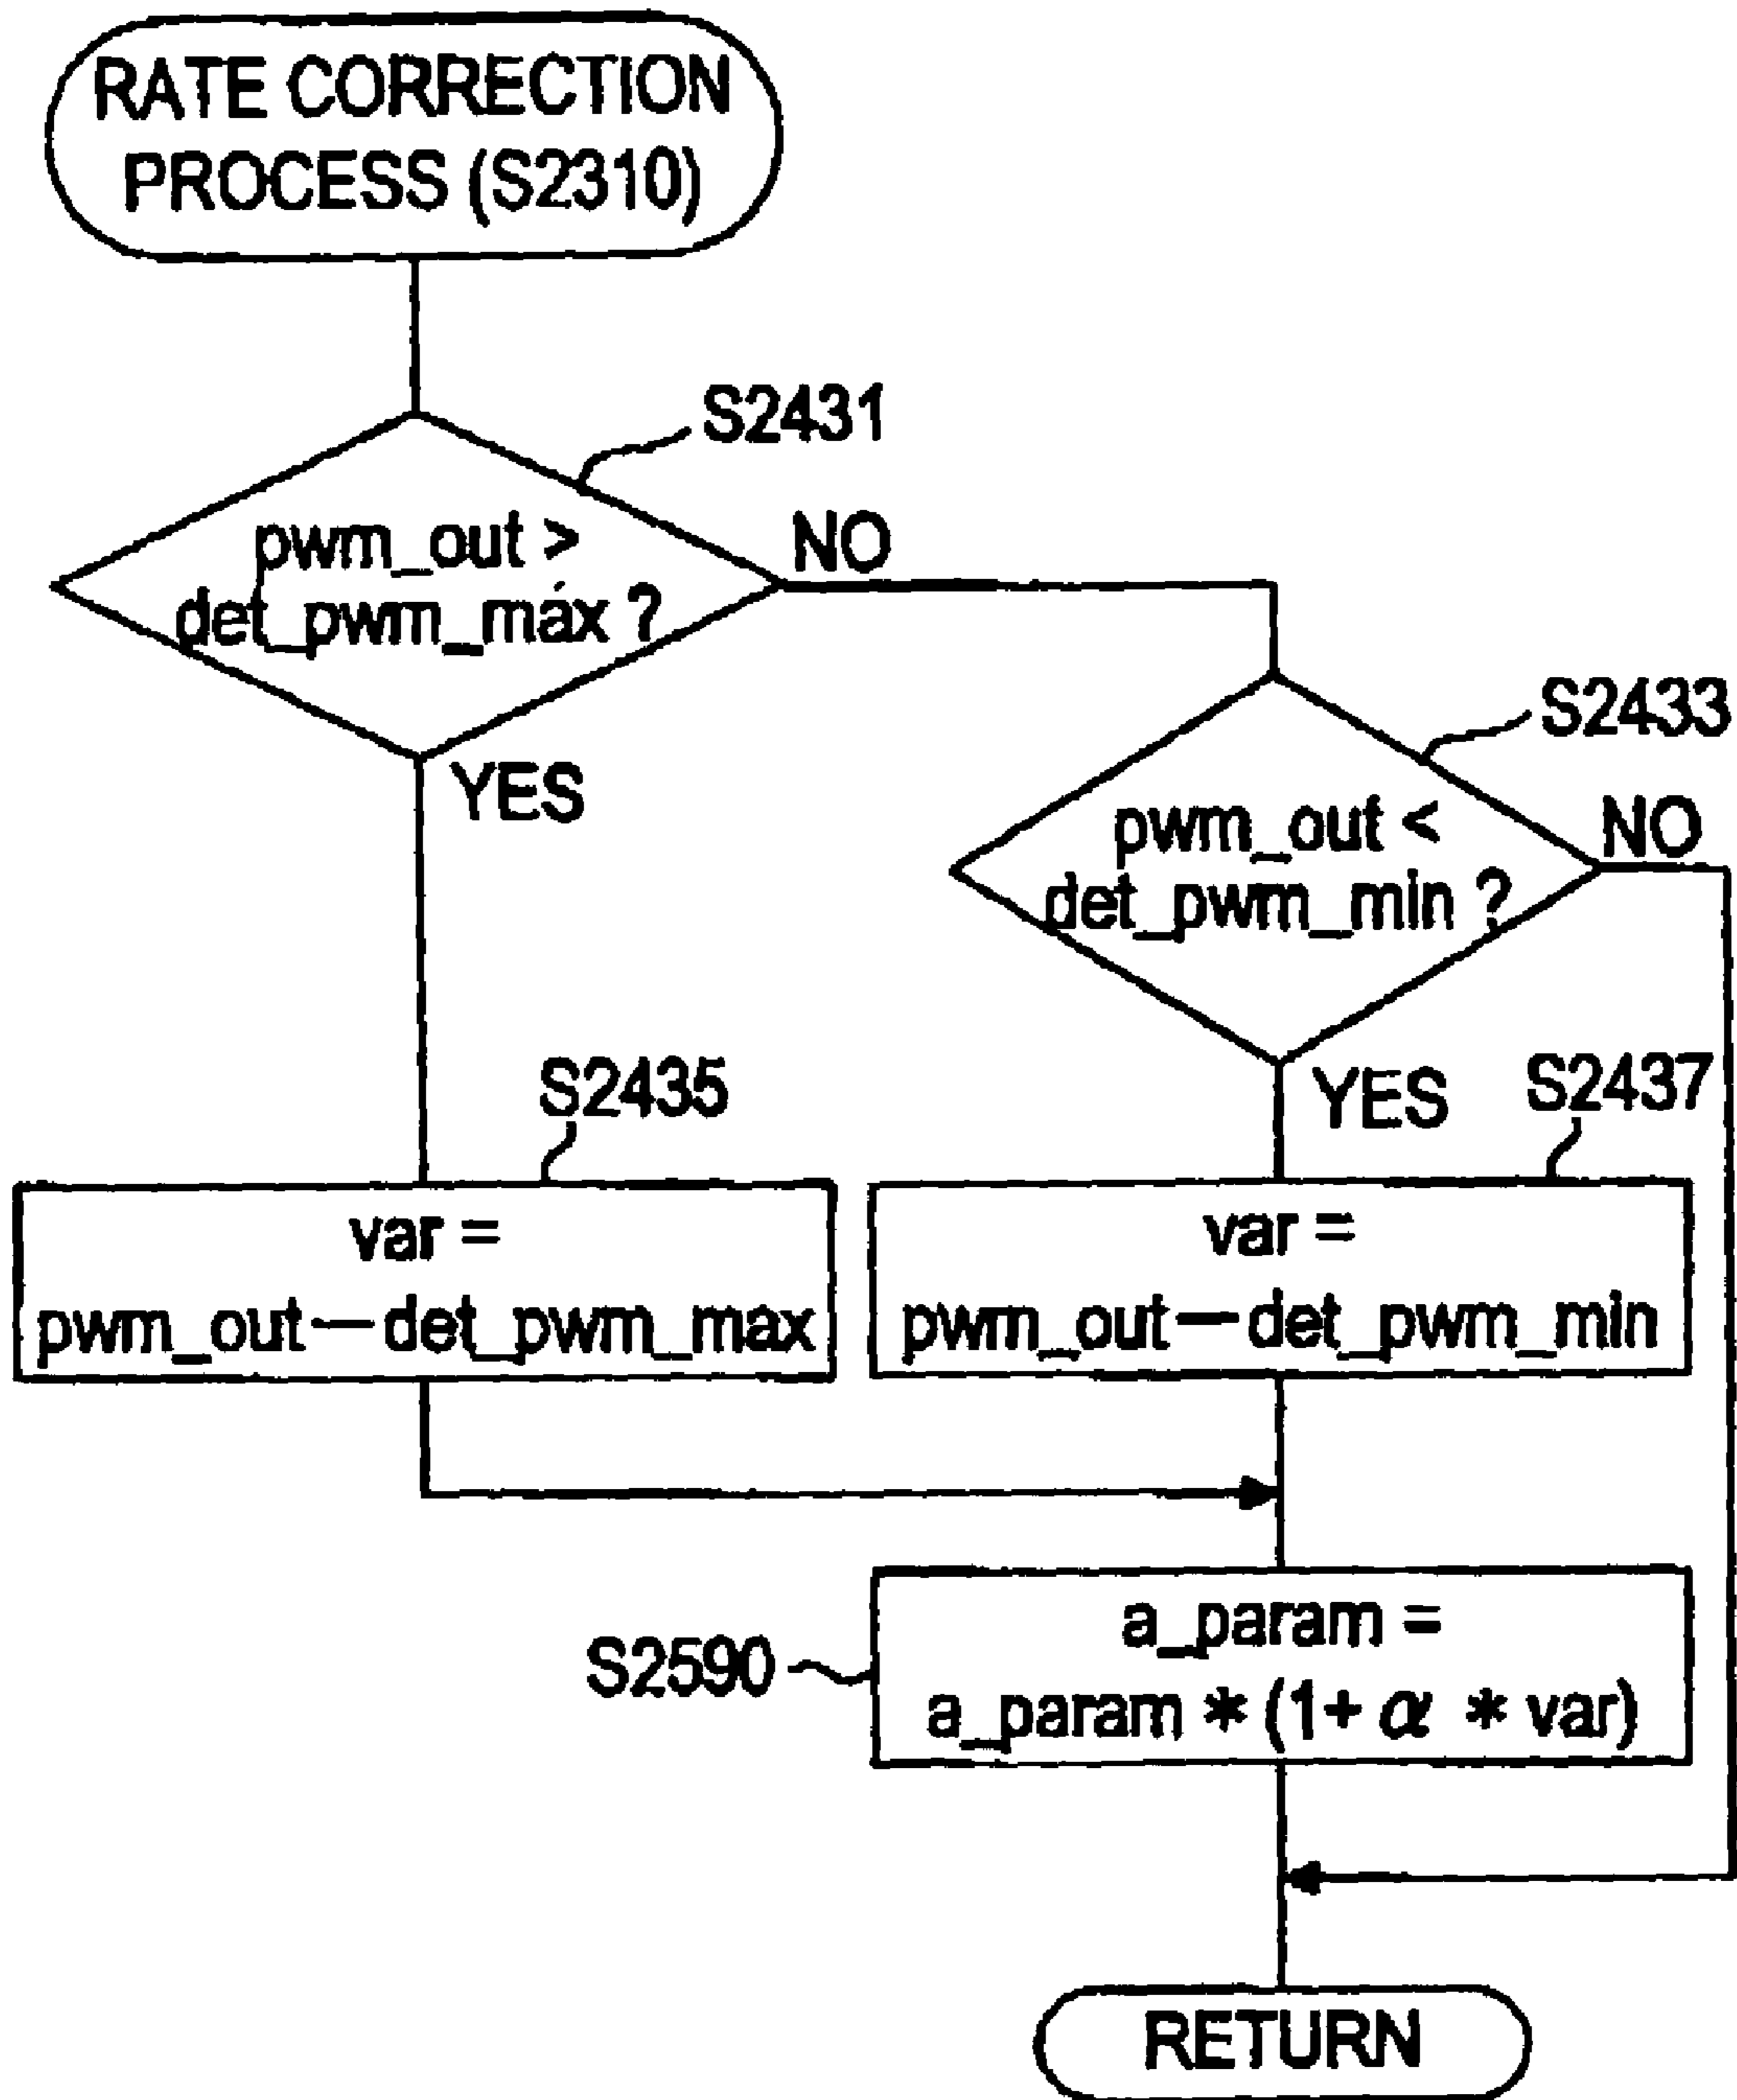 RATE CORRECTION
PROCESS (S2310)
S2431
pwm_out >
det_pwm_max ?
NO
YES
S2433
pwm_out <
det_pwm_min ?
NO
YES
S2435
var =
pwm_out—det_pwm_max
S2437
var =
pwm_out—det_pwm_min
S2590
a_param =
a_param * (1+ α * var)
RETURN